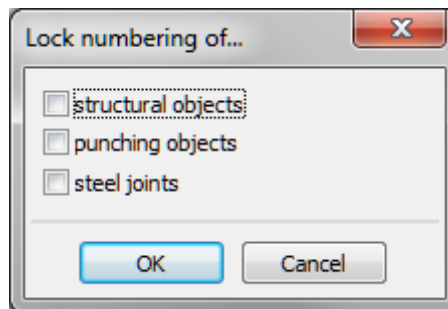 Lock numbering of...
structural objects
punching objects
steel joints
OK
Cancel